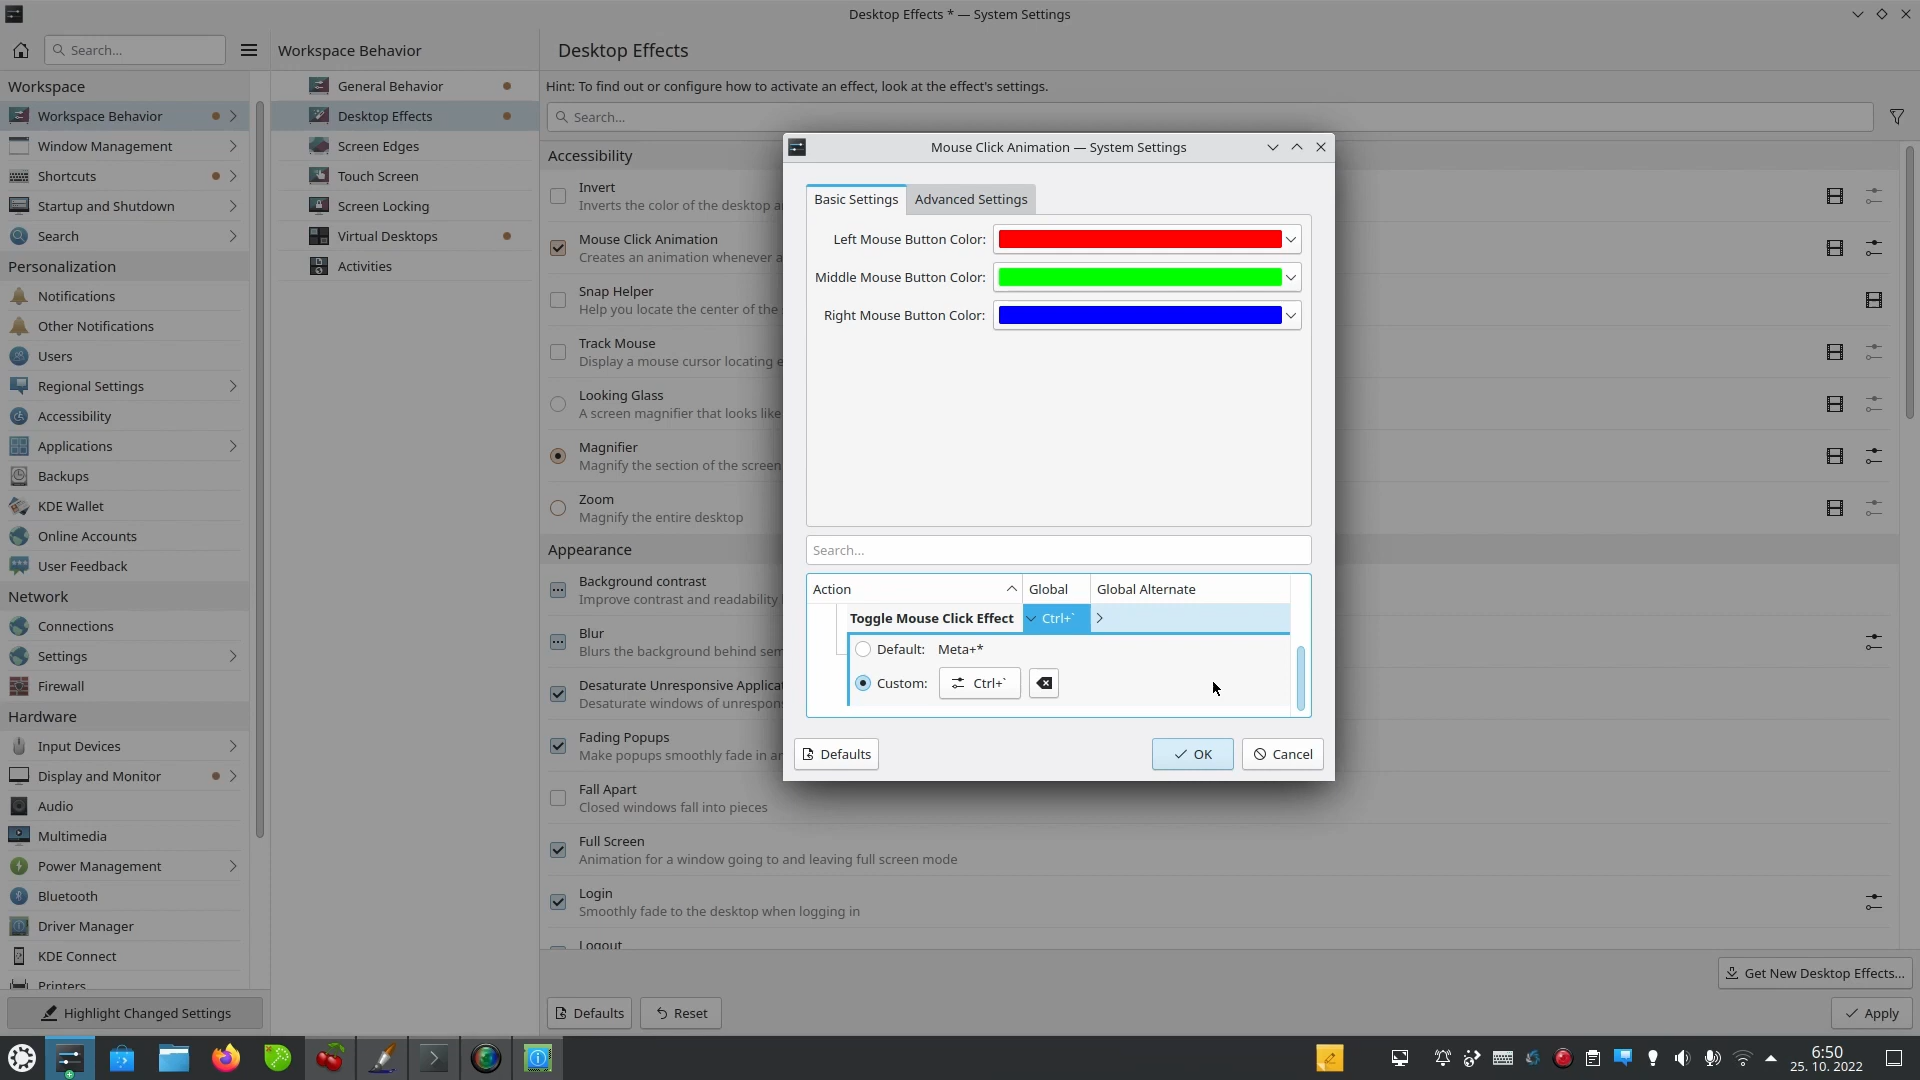 Desktop Effects * — System Settings
Search...
Workspace Behavior
Desktop Effects
Workspace
Workspace Behavior
Window Management
Shortcuts
Startup and Shutdown
Search
Personalization
Notifications
Other Notifications
Users
Regional Settings
Accessibility
Applications
Backups
KDE Wallet
Online Accounts
User Feedback
Network
Connections
Settings
Firewall
Hardware
Input Devices
Display and Monitor
Audio
Multimedia
Power Management
Bluetooth
Driver Manager
KDE Connect
Printers
Highlight Changed Settings
General Behavior
Desktop Effects
Screen Edges
Touch Screen
Screen Locking
Virtual Desktops
Activities
Hint: To find out or configure how to activate an effect, look at the effect's settings.
Search...
Accessibility
Invert
Inverts the color of the desktop
Mouse Click Animation
Creates an animation whenever a
Snap Helper
Help you locate the center of the
Track Mouse
Display a mouse cursor locating e
Looking Glass
A screen magnifier that looks like
Magnifier
Magnify the section of the screen
Zoom
Magnify the entire desktop
Appearance
Background contrast
Improve contrast and readability
Blur
Blurs the background behind sem
Desaturate Unresponsive Applicat
Desaturate windows of unrespons
Fading Popups
Make popups smoothly fade in an
Fall Apart
Closed windows fall into pieces
Full Screen
Animation for a window going to and leaving full screen mode
Login
Smoothly fade to the desktop when logging in
Logout
Get New Desktop Effects...
Defaults
Reset
Apply
Mouse Click Animation — System Settings
Basic Settings
Advanced Settings
Left Mouse Button Color:
Middle Mouse Button Color:
Right Mouse Button Color:
Search...
Action
Global
Global Alternate
Toggle Mouse Click Effect
Ctrl+`
Default: Meta+*
Custom: Ctrl+`
Defaults
OK
Cancel
6:50
25. 10. 2022